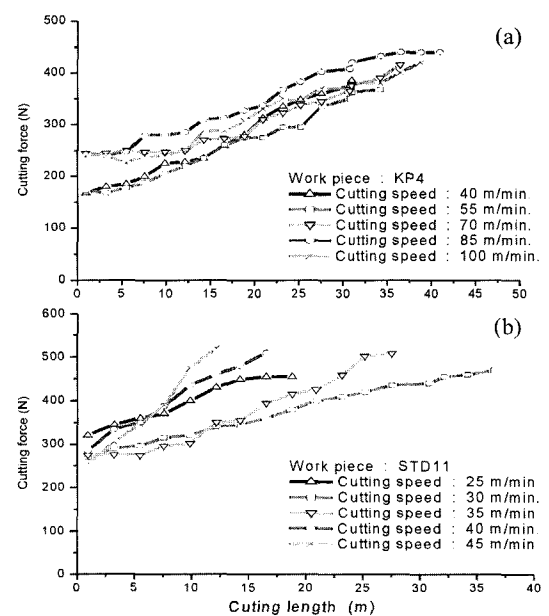 500
(a)
400
300
200
100
0
Cutting force (N)
Work piece : KP4
Cutting speed : 40 m/min.
Cutting speed : 55 m/min.
Cutting speed : 70 m/min.
Cutting speed : 85 m/min.
Cutting speed : 100 m/min.
0 5 10 15 20 25 30 35 40 45 50
600
(b)
500
400
300
200
100
0
Cutting force (N)
Work piece : STD11
Cutting speed : 25 m/min
Cutting speed : 30 m/min
Cutting speed : 35 m/min
Cutting speed : 40 m/min
Cutting speed : 45 m/min
0 5 10 15 20 25 30 35 40
Cuting length (m)